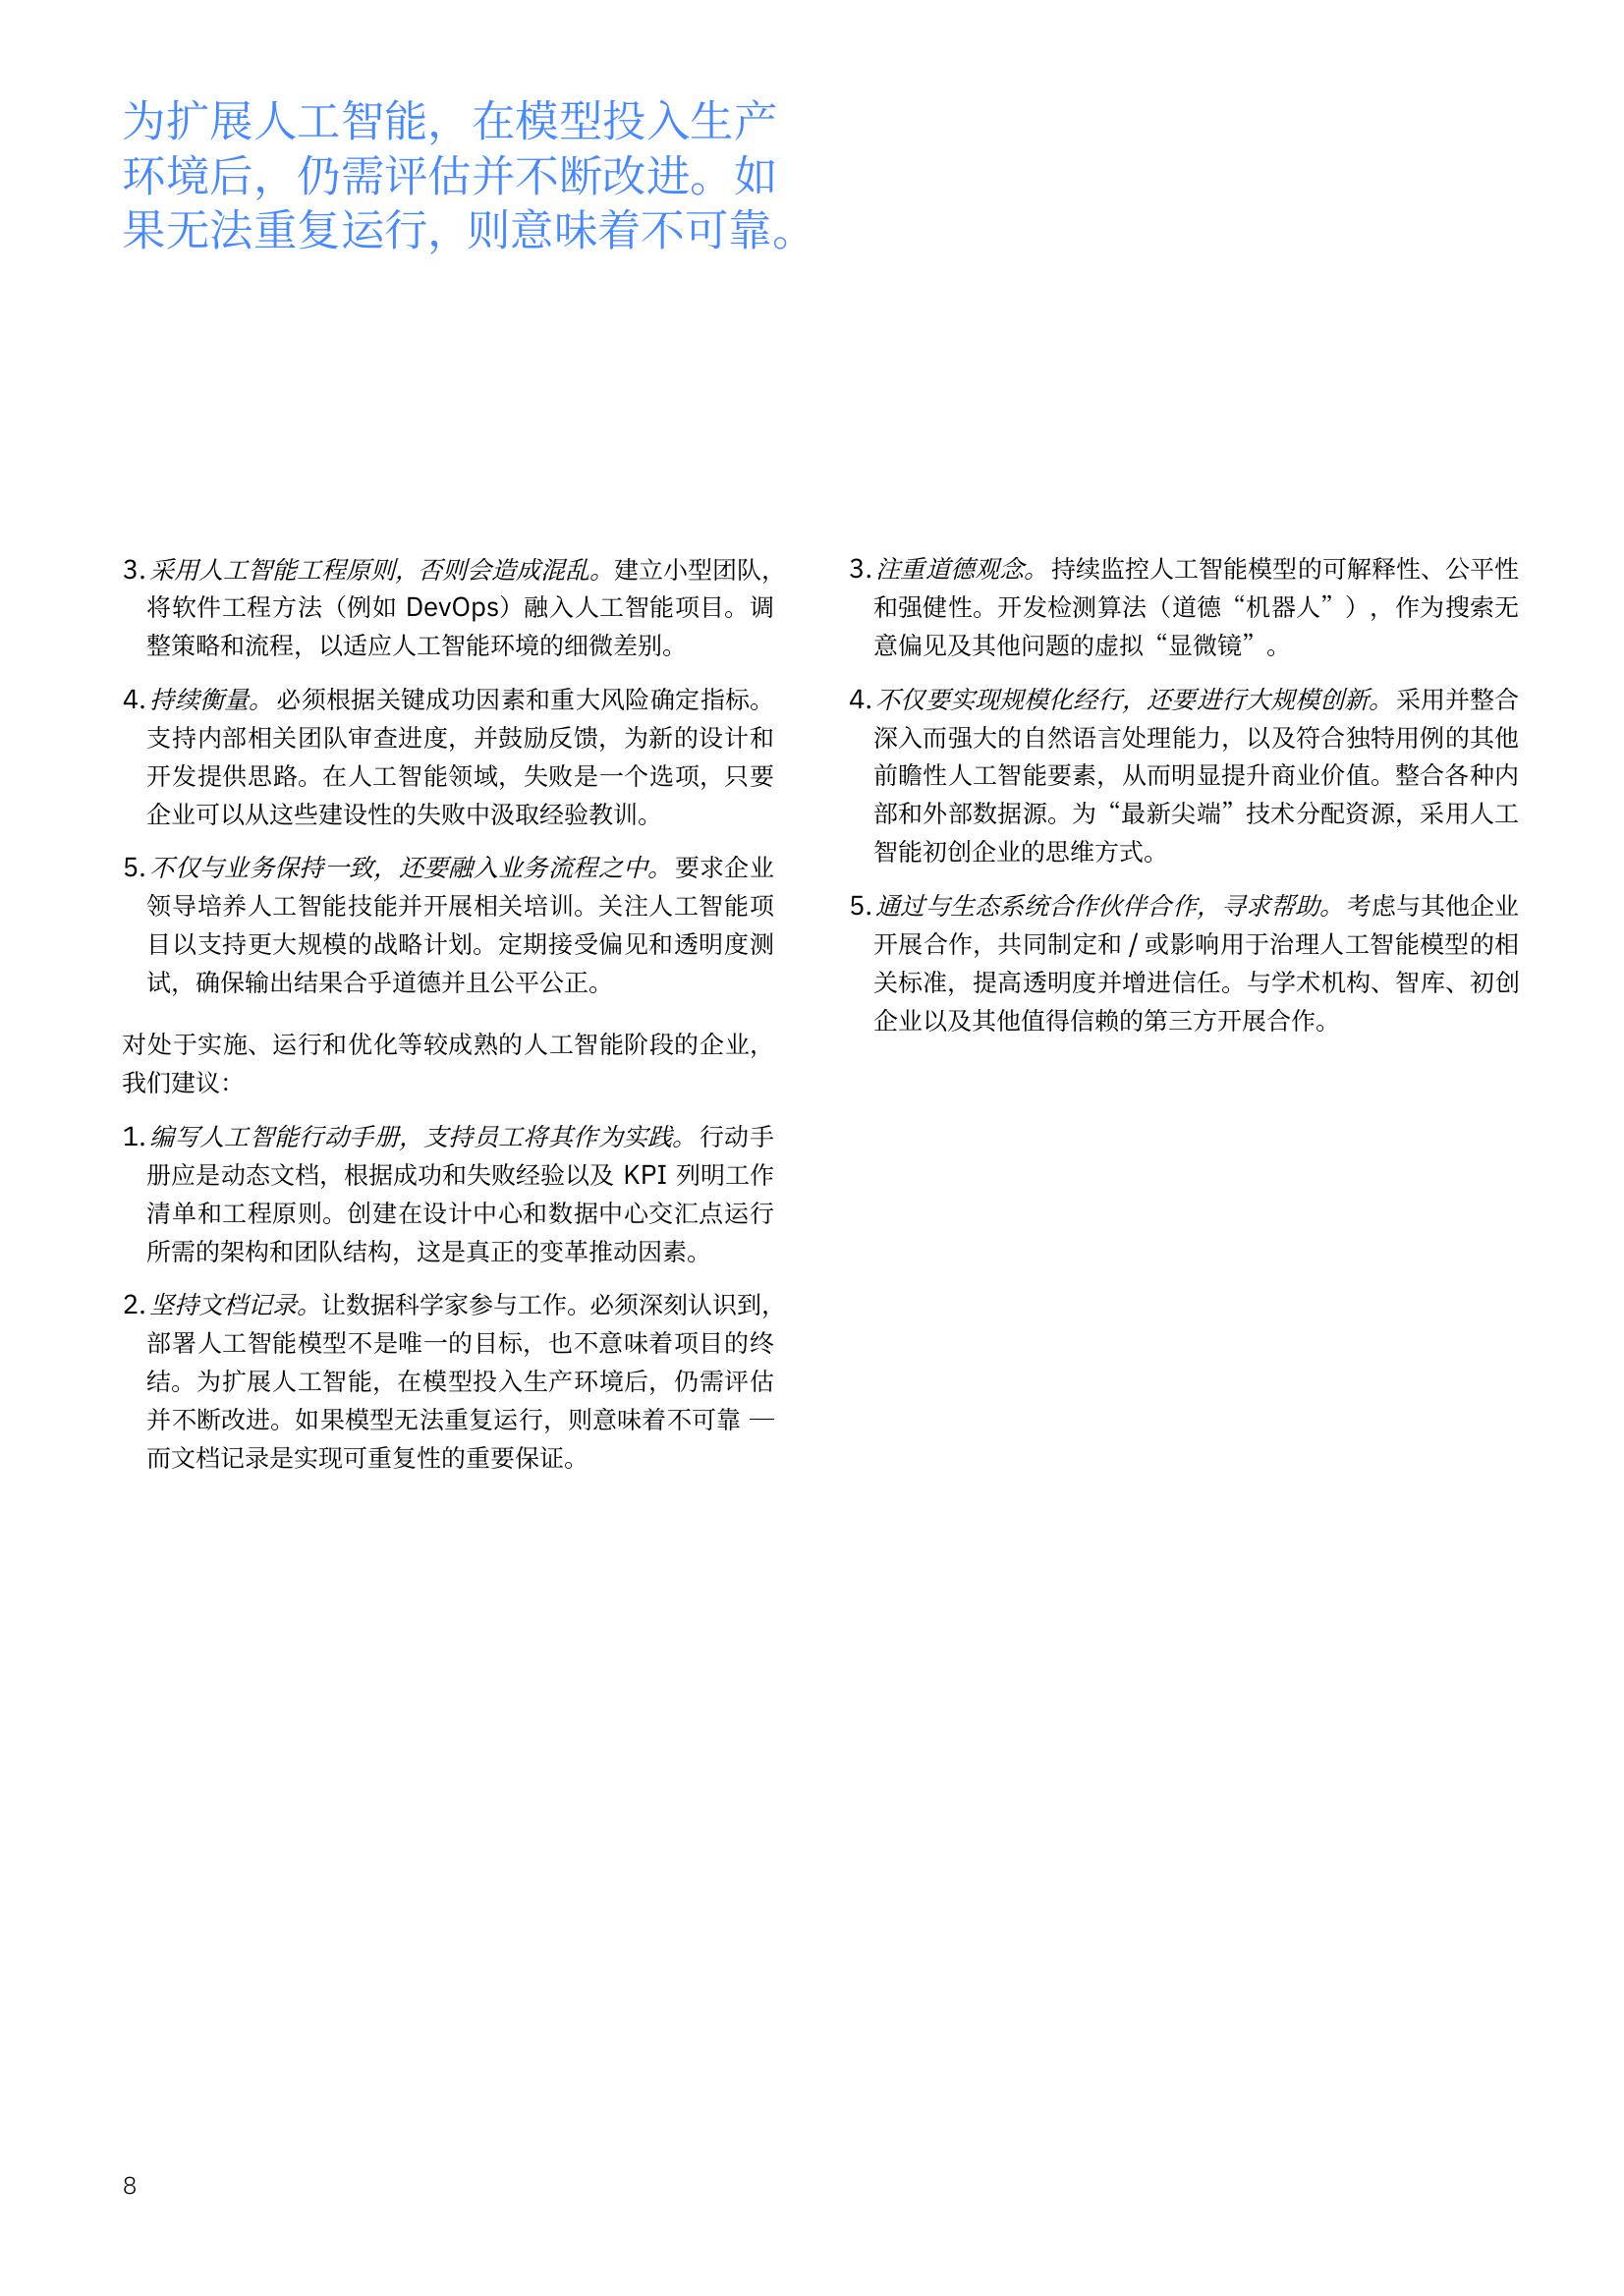 为扩展人工智能，在模型投入生产
环境后，仍需评估并不断改进。如
果无法重复运行，则意味着不可靠。
3. 采用人工智能工程原则，否则会造成混乱。建立小型团队，
将软件工程方法（例如 DevOps）融入人工智能项目。调
整策略和流程，以适应人工智能环境的细微差别。
4. 持续衡量。必须根据关键成功因素和重大风险确定指标。
支持内部相关团队审查进度，并鼓励反馈，为新的设计和
开发提供思路。在人工智能领域，失败是一个选项，只要
企业可以从这些建设性的失败中汲取经验教训。
5. 不仅与业务保持一致，还要融入业务流程之中。要求企业
领导培养人工智能技能并开展相关培训。关注人工智能项
目以支持更大规模的战略计划。定期接受偏见和透明度测
试，确保输出结果合乎道德并且公平公正。
对处于实施、运行和优化等较成熟的人工智能阶段的企业，
我们建议：
1. 编写人工智能行动手册，支持员工将其作为实践。行动手
册应是动态文档，根据成功和失败经验以及 KPI 列明工作
清单和工程原则。创建在设计中心和数据中心交汇点运行
所需的架构和团队结构，这是真正的变革推动因素。
2. 坚持文档记录。让数据科学家参与工作。必须深刻认识到，
部署人工智能模型不是唯一的目标，也不意味着项目的终
结。为扩展人工智能，在模型投入生产环境后，仍需评估
并不断改进。如果模型无法重复运行，则意味着不可靠 —
而文档记录是实现可重复性的重要保证。
3. 注重道德观念。持续监控人工智能模型的可解释性、公平性
和强健性。开发检测算法（道德“机器人”），作为搜索无
意偏见及其他问题的虚拟“显微镜”。
4. 不仅要实现规模化经行，还要进行大规模创新。采用并整合
深入而强大的自然语言处理能力，以及符合独特用例的其他
前瞻性人工智能要素，从而明显提升商业价值。整合各种内
部和外部数据源。为“最新尖端”技术分配资源，采用人工
智能初创企业的思维方式。
5. 通过与生态系统合作伙伴合作，寻求帮助。考虑与其他企业
开展合作，共同制定和 / 或影响用于治理人工智能模型的相
关标准，提高透明度并增进信任。与学术机构、智库、初创
企业以及其他值得信赖的第三方开展合作。
8